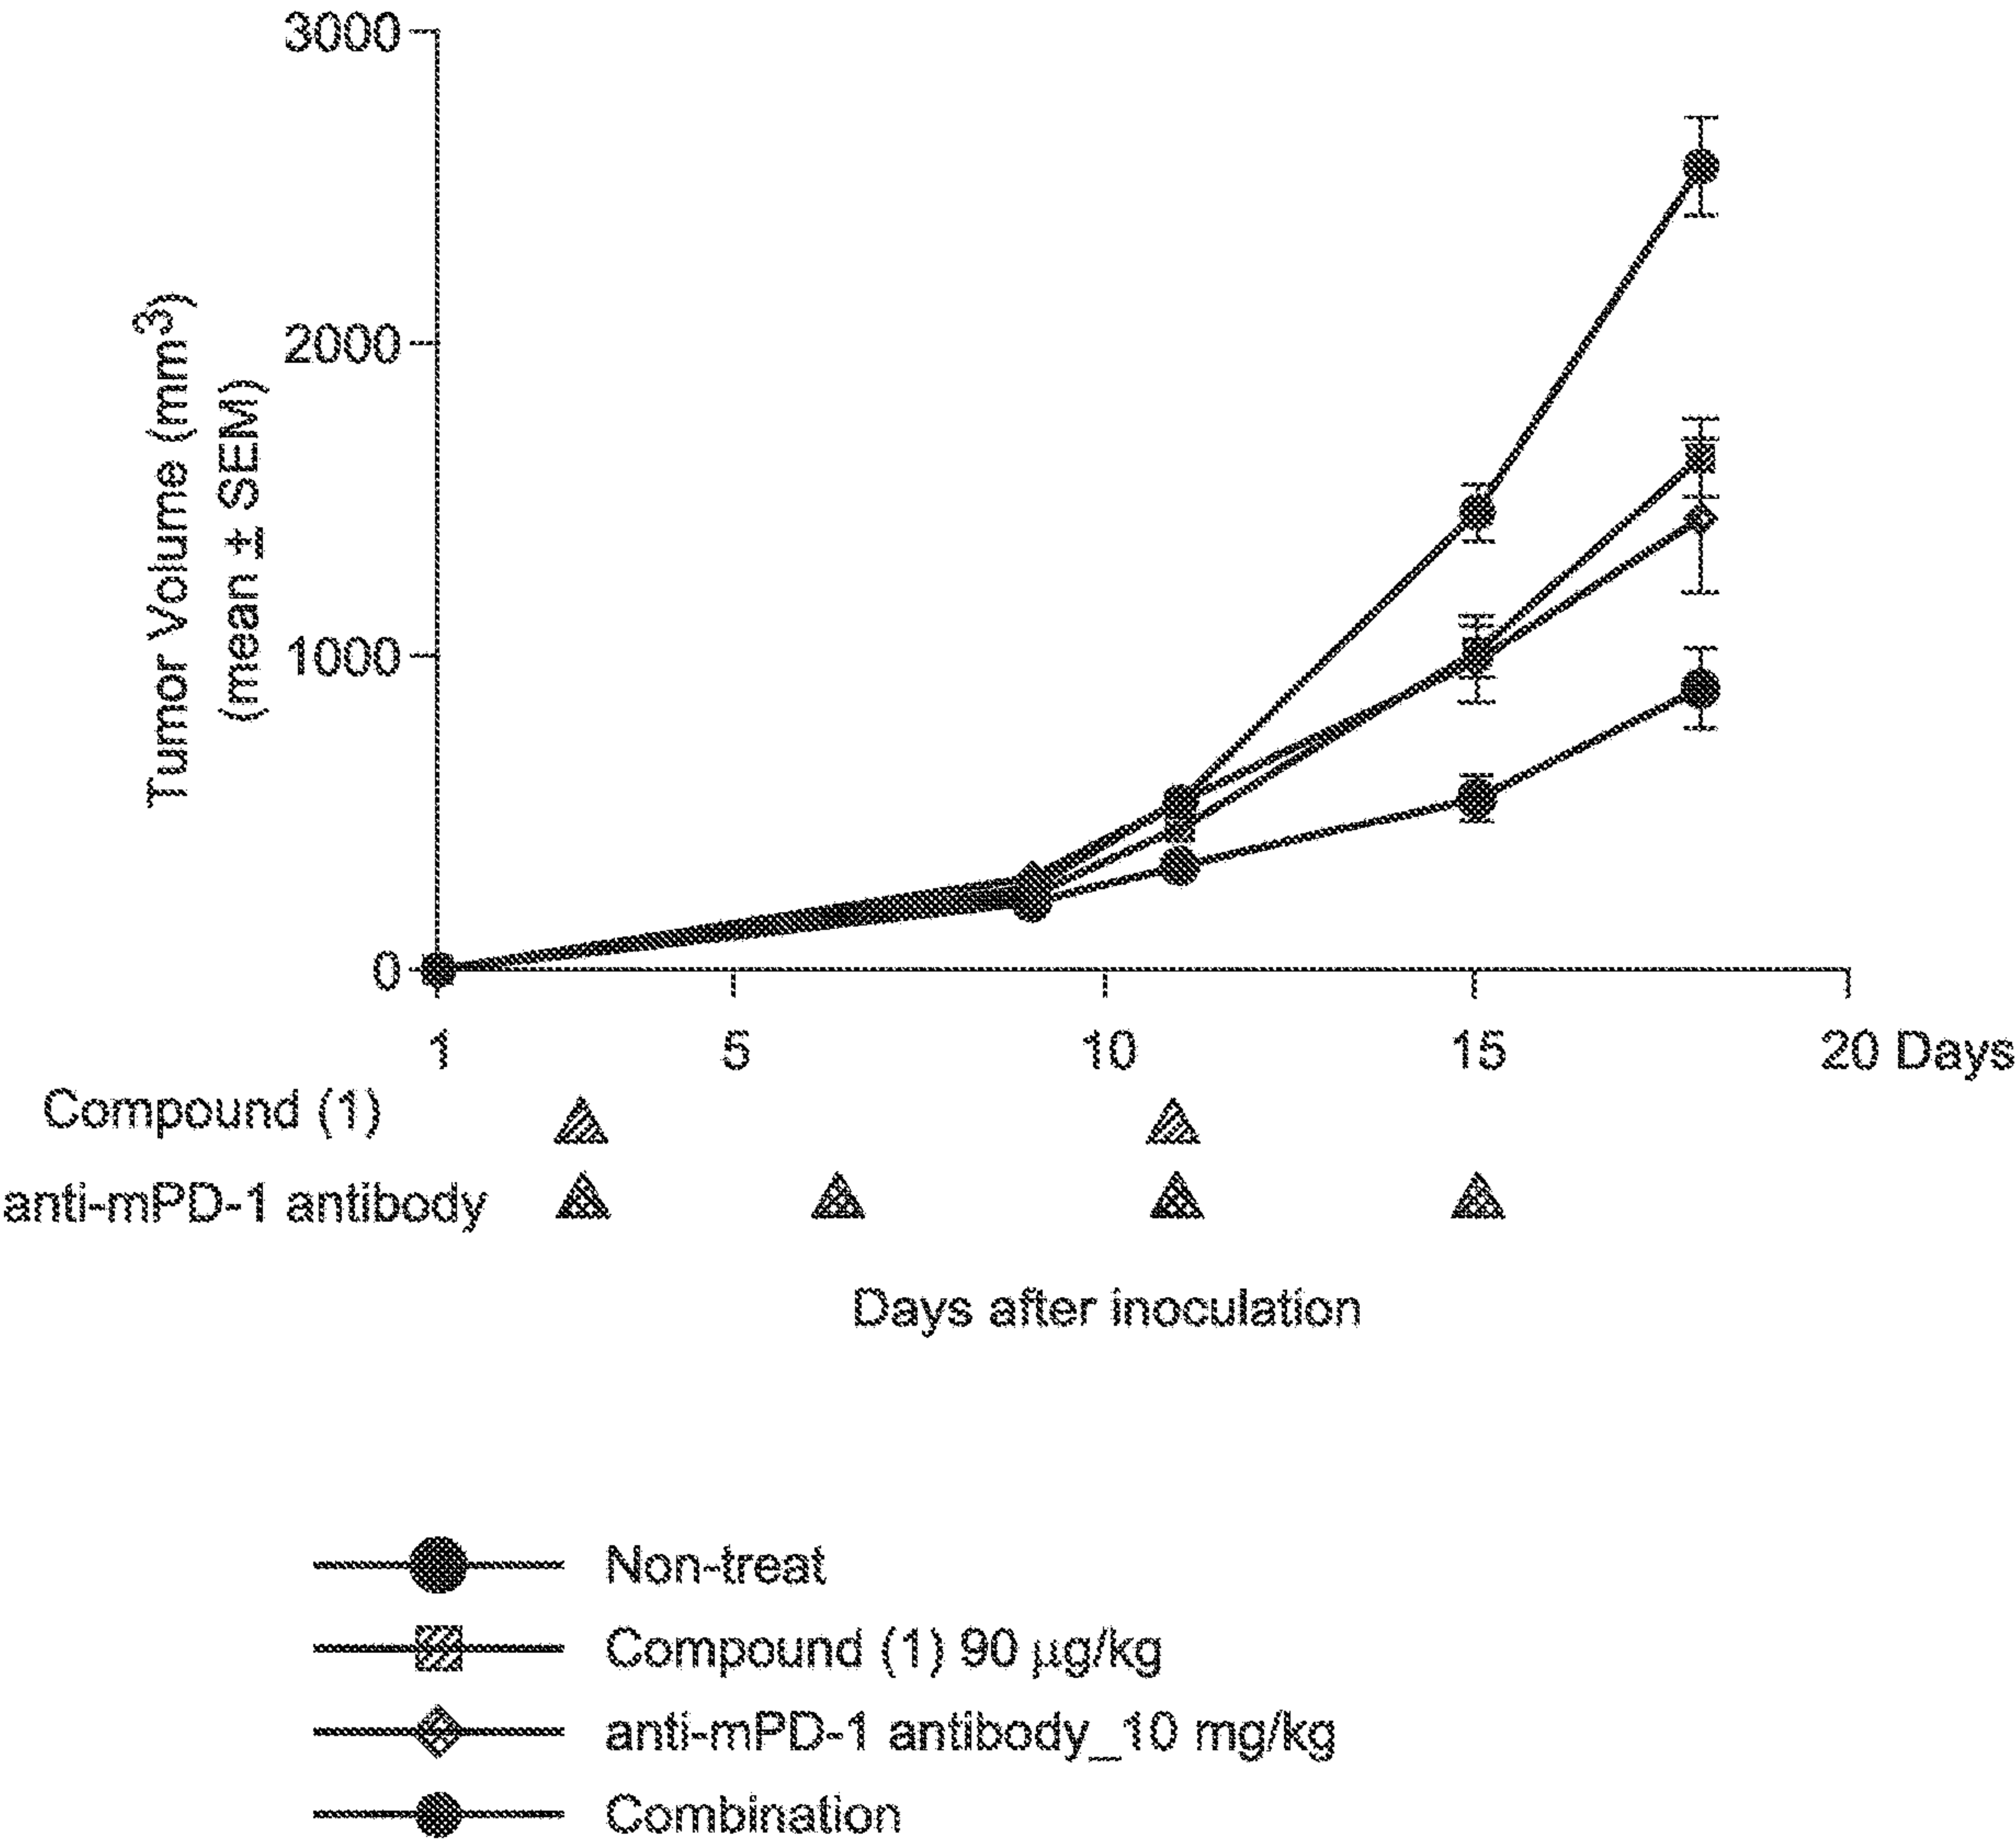 3000
2000
1000
0
Tumor Volume (mm³)
(mean ± SEM)
1 5 10 15 20 Days
Compound (1)
anti-mPD-1 antibody
Days after inoculation
Non-treat
Compound (1) 90 µg/kg
anti-mPD-1 antibody_10 mg/kg
Combination